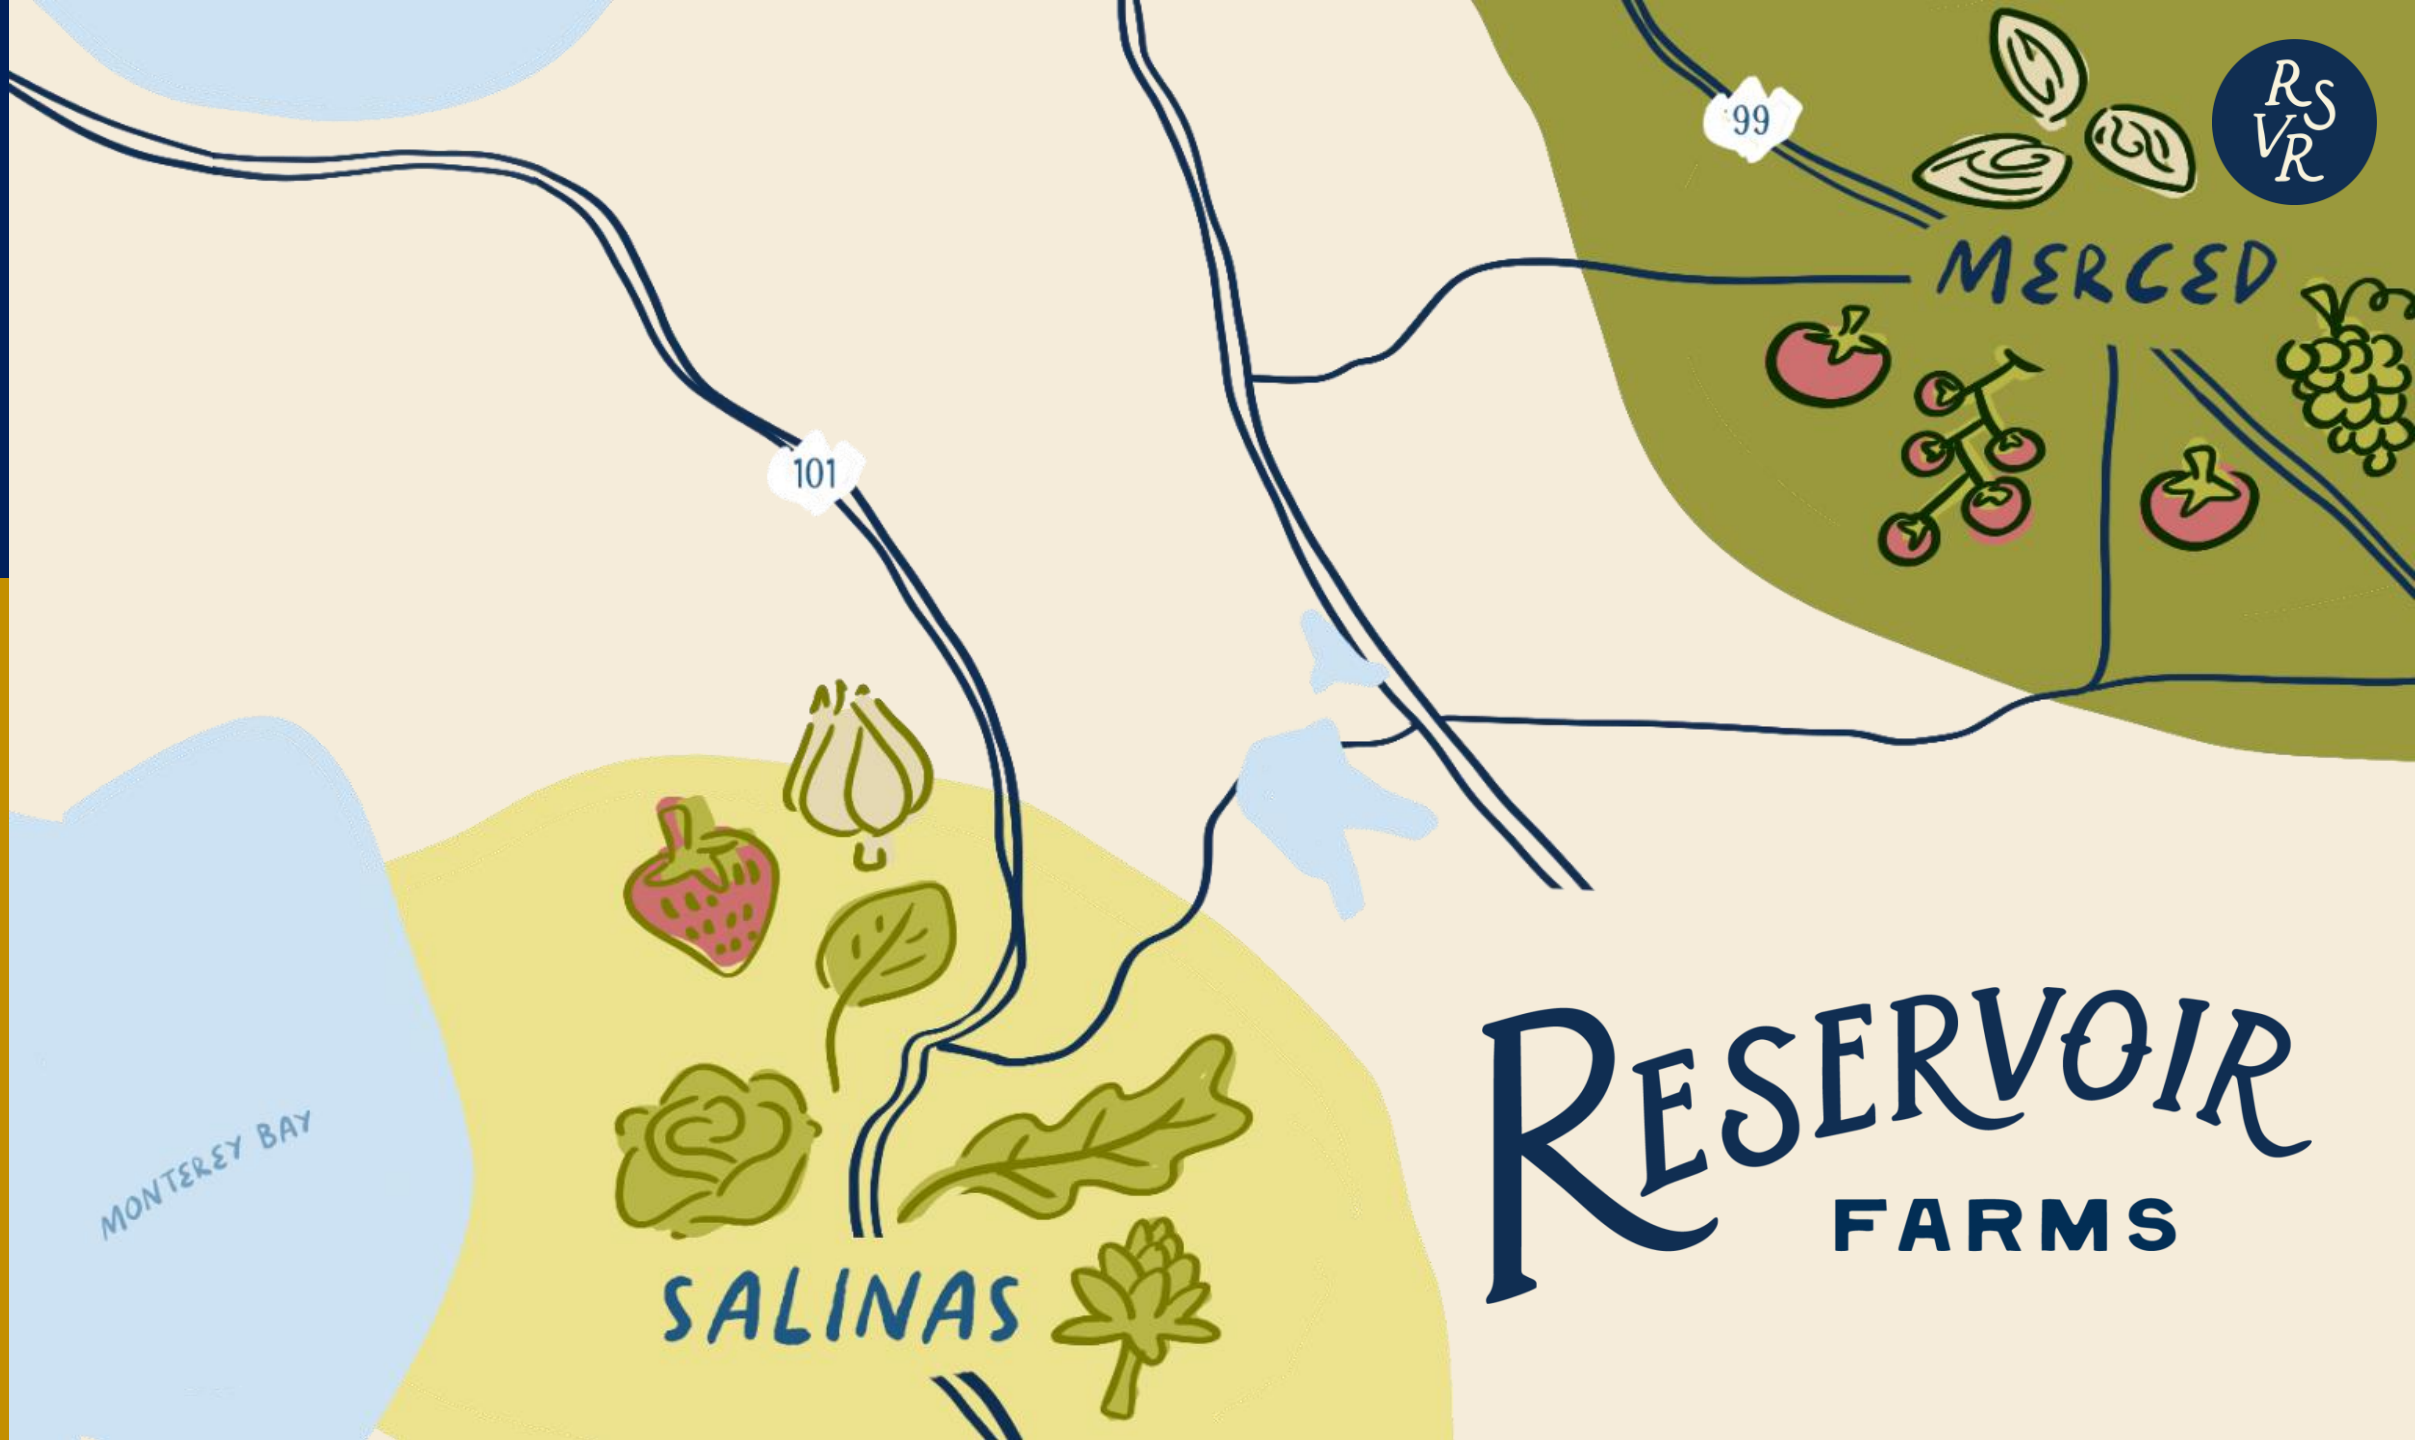 99
RS
VR
MERCED
101
RESERVOIR
FARMS
MONTEREY BAY
SALINAS